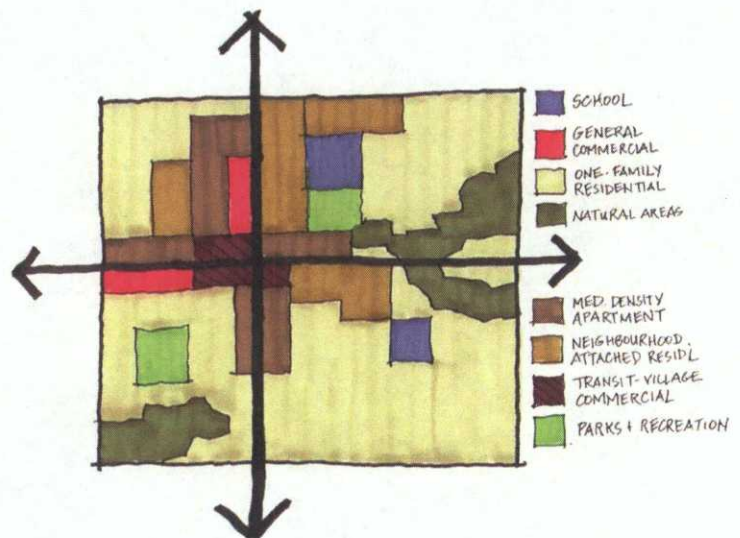 SCHOOL
GENERAL
COMMERCIAL
ONE-FAMILY
RESIDENTIAL
NATURAL AREAS
MED. DENSITY
APARTMENT
NEIGHBOURHOOD.
ATTACHED RESIDL
TRANSIT-VILLAGE
COMMERCIAL
PARKS & RECREATION